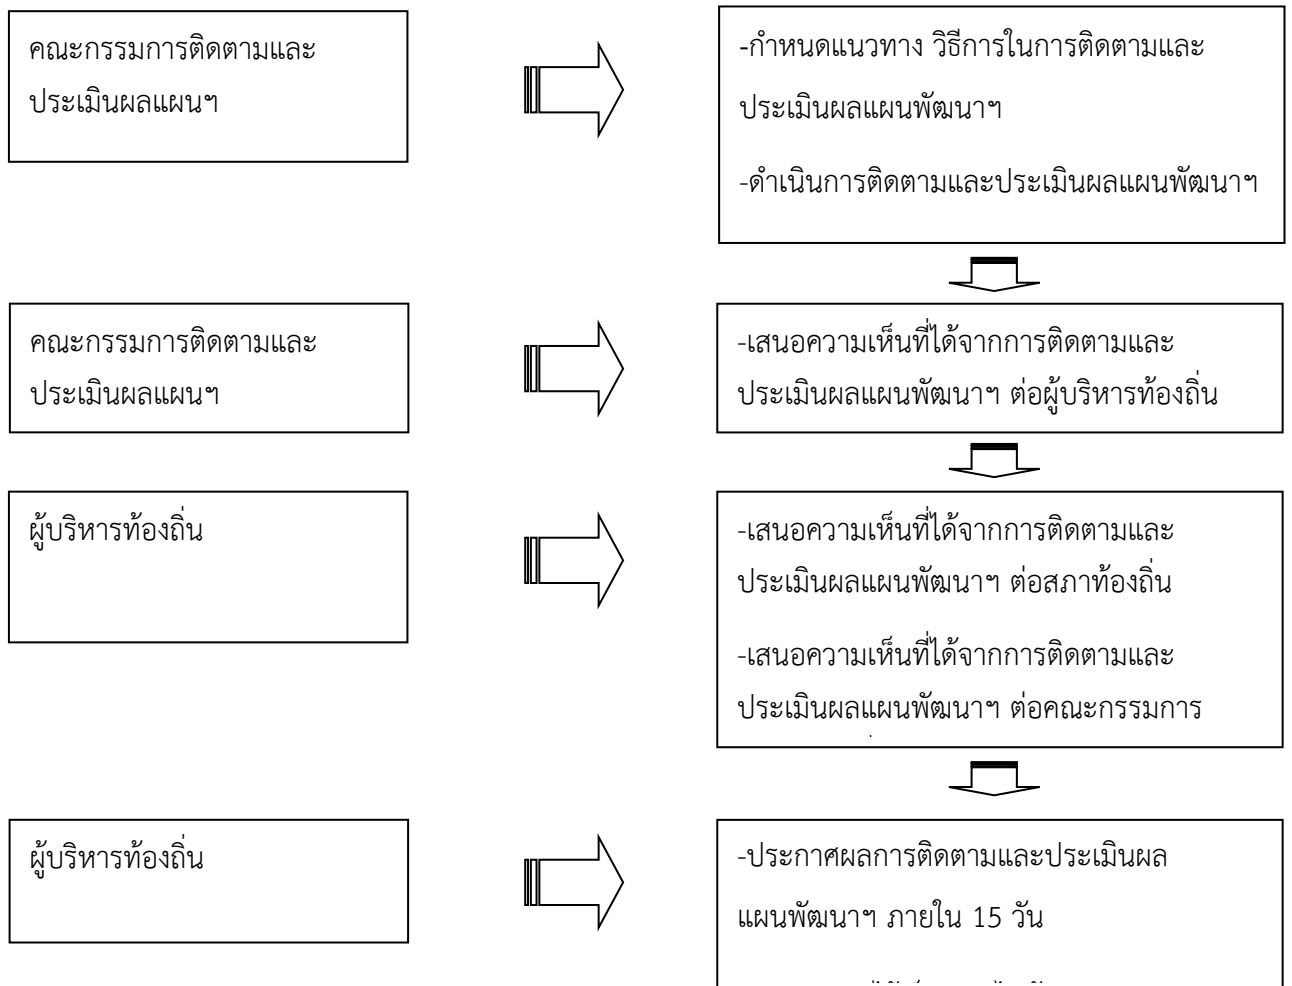 คณะกรรมการติดตามและ
ประเมินผลแผนฯ
-กำหนดแนวทาง วิธีการในการติดตามและ
ประเมินผลแผนพัฒนาฯ
-ดำเนินการติดตามและประเมินผลแผนพัฒนาฯ
คณะกรรมการติดตามและ
ประเมินผลแผนฯ
-เสนอความเห็นที่ได้จากการติดตามและ
ประเมินผลแผนพัฒนาฯ ต่อผู้บริหารท้องถิ่น
ผู้บริหารท้องถิ่น
-เสนอความเห็นที่ได้จากการติดตามและ
ประเมินผลแผนพัฒนาฯ ต่อสภาท้องถิ่น
-เสนอความเห็นที่ได้จากการติดตามและ
ประเมินผลแผนพัฒนาฯ ต่อคณะกรรมการ
ผู้บริหารท้องถิ่น
-ประกาศผลการติดตามและประเมินผล
แผนพัฒนาฯ ภายใน 15 วัน